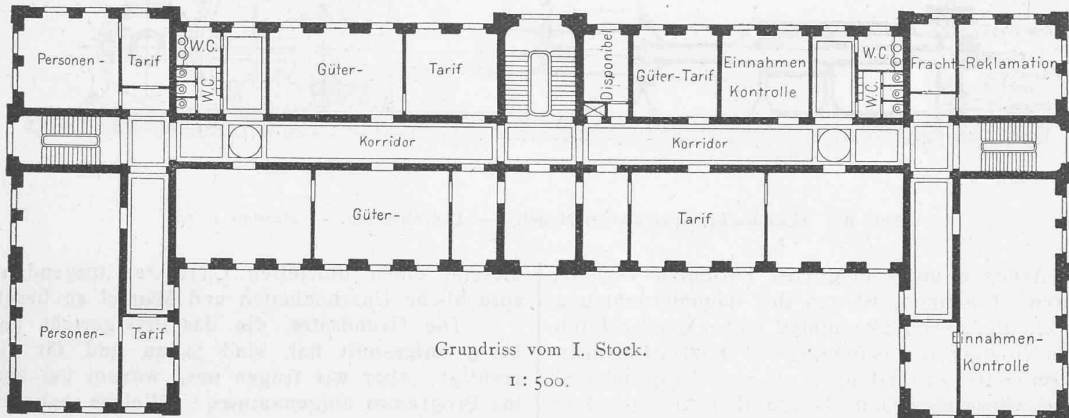 Personen-
Tarif
W.C.
W.C.
Güter-
Tarif
Disponibel
Güter-Tarif
Einnahmen
Kontrolle
W.C.
W.C.
Fracht-Reklamation
Korridor
Korridor
Güter-
Tarif
Personen-
Tarif
Einnahmen-
Kontrolle
Grundriss vom I. Stock.
1 : 500.